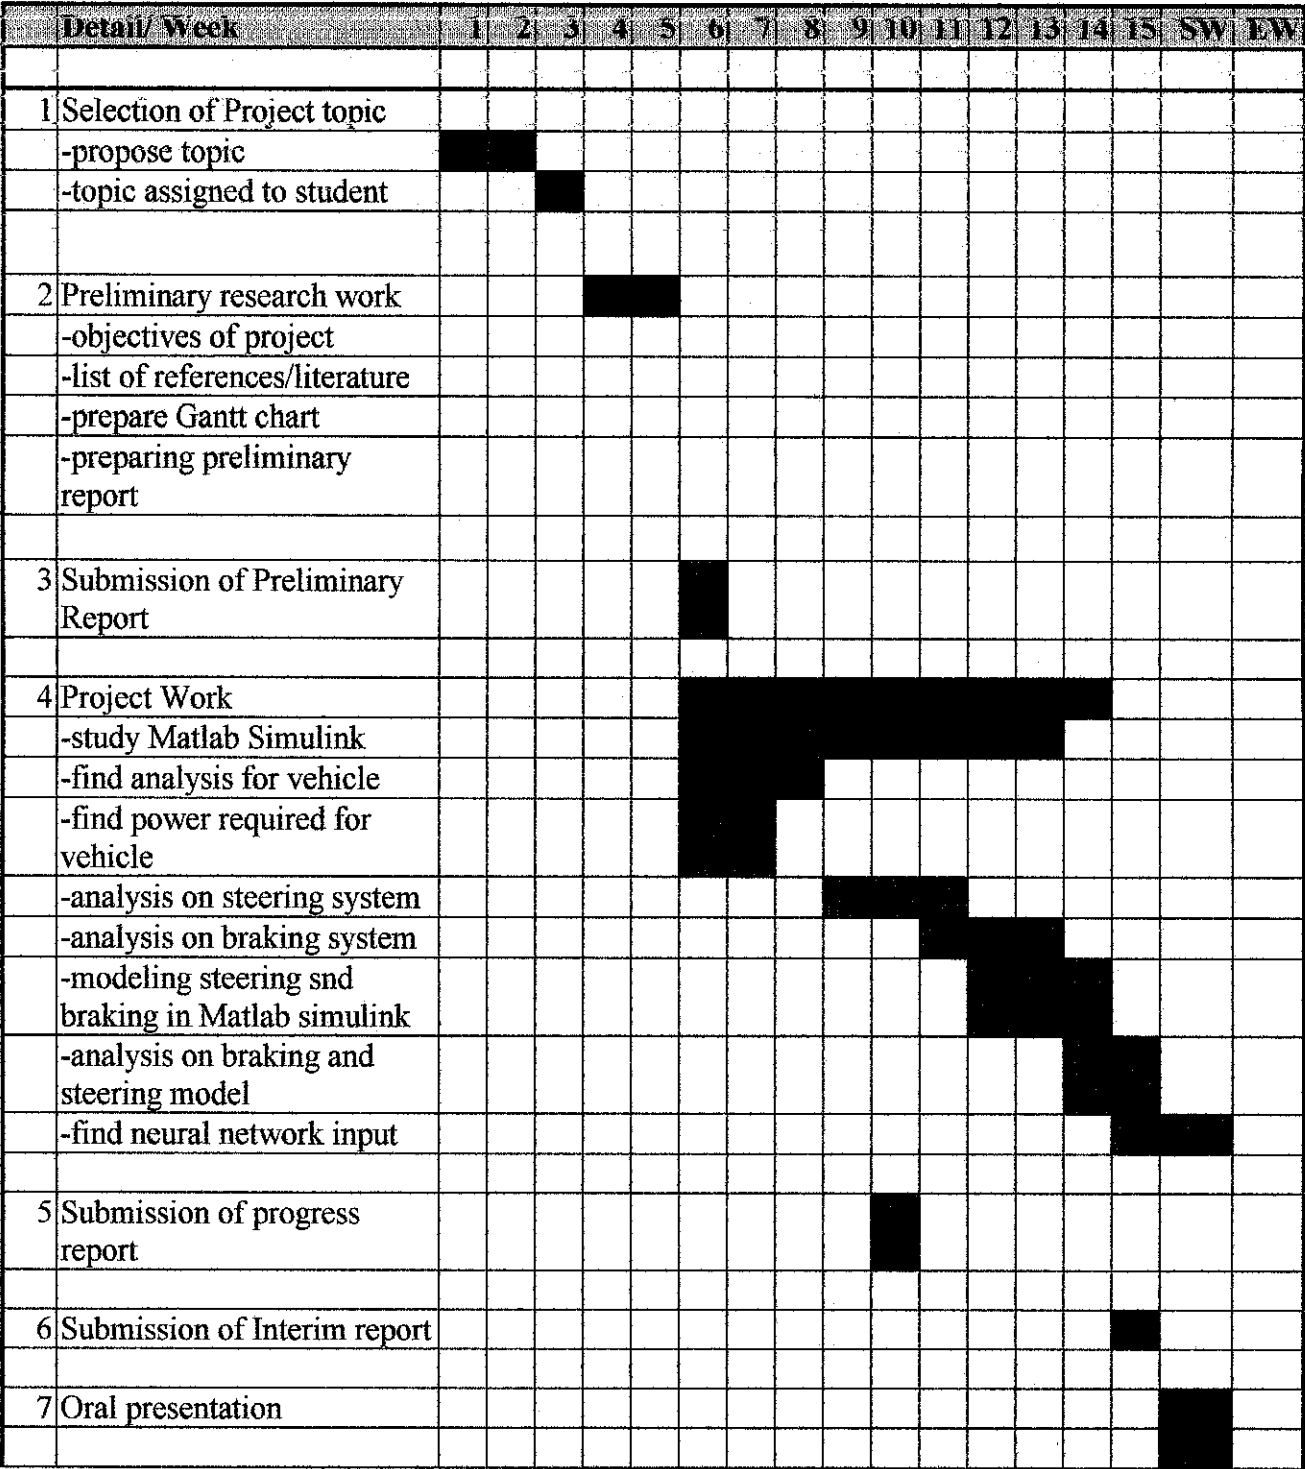 Detail/ Week 1 2 3 4 5 6 7 8 9 10 11 12 13 14 15 SW EW
1 Selection of Project topic
-propose topic
-topic assigned to student
2 Preliminary research work
-objectives of project
-list of references/literature
-prepare Gantt chart
-preparing preliminary
report
3 Submission of Preliminary
Report
4 Project Work
-study Matlab Simulink
-find analysis for vehicle
-find power required for
vehicle
-analysis on steering system
-analysis on braking system
-modeling steering snd
braking in Matlab simulink
-analysis on braking and
steering model
-find neural network input
5 Submission of progress
report
6 Submission of Interim report
7 Oral presentation